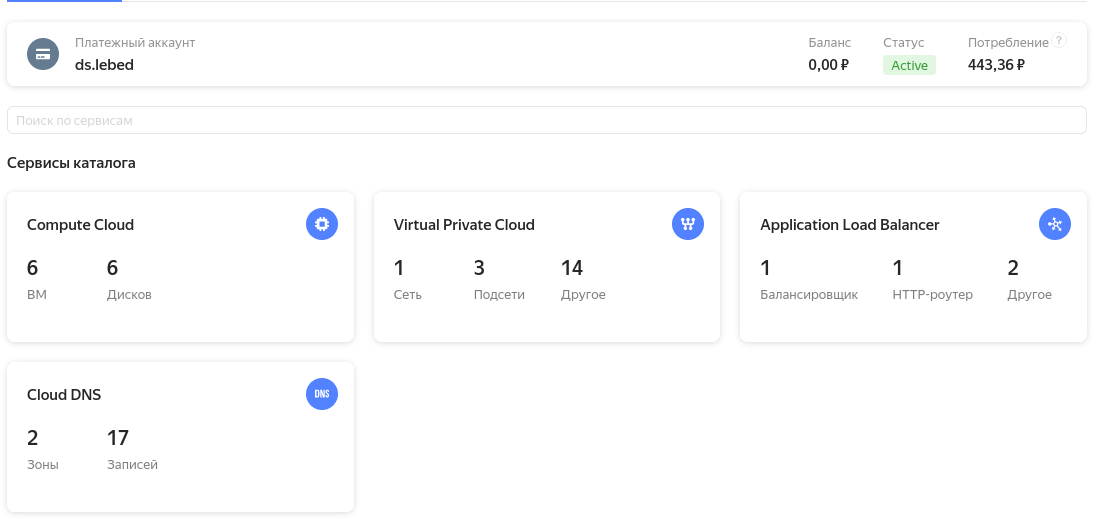 Платежный аккаунт
ds.lebed
Баланс
0,00 ₽
Статус
Active
Потребление ?
443,36 ₽
Поиск по сервисам
Сервисы каталога
Compute Cloud
6 6
ВМ Дисков
Virtual Private Cloud
1 3 14
Сеть Подсети Другое
Application Load Balancer
1 1 2
Балансировщик HTTP-роутер Другое
Cloud DNS
DNS
2 17
Зоны Записей